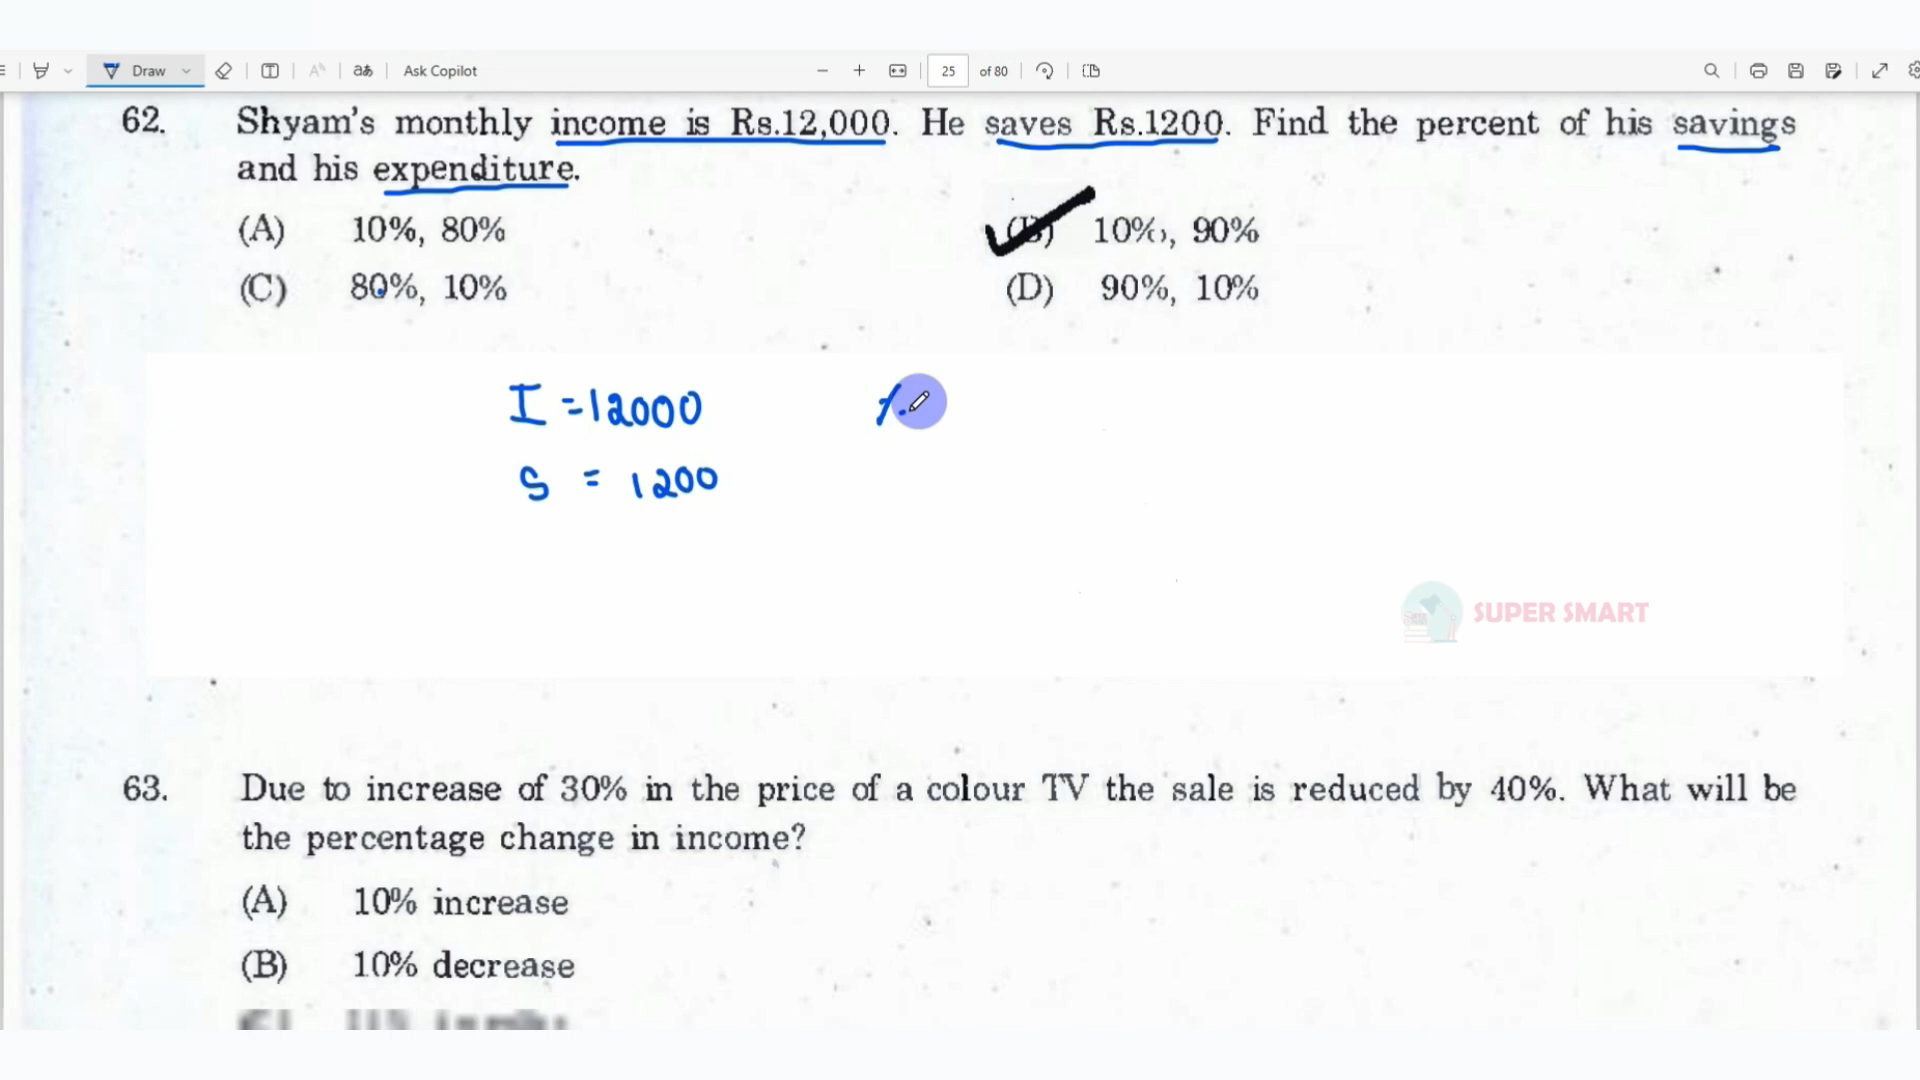 Draw
aあ
Ask Copilot
25 of 80
62. Shyam's monthly income is Rs.12,000. He saves Rs.1200. Find the percent of his savings
and his expenditure.
(A) 10%, 80%
(B) 10%, 90%
(C) 80%, 10%
(D) 90%, 10%
I = 12000
S = 1200
SUPER SMART
63. Due to increase of 30% in the price of a colour TV the sale is reduced by 40%. What will be
the percentage change in income?
(A) 10% increase
(B) 10% decrease